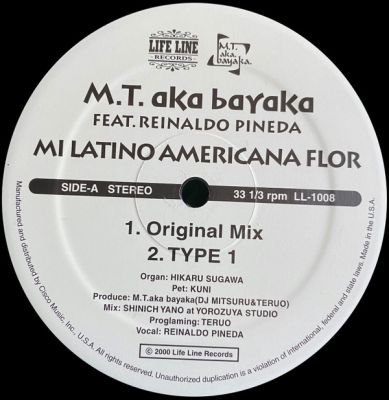 LIFE LINE
RECORDS
M.T.
aka.
bayaka.
M.T. aka bayaka
FEAT. REINALDO PINEDA
MI LATINO AMERICANA FLOR
SIDE-A STEREO 33 1/3 rpm LL-1008
1. Original Mix
2. TYPE 1
Organ: HIKARU SUGAWA
Pet: KUNI
Produce: M.T.aka bayaka(DJ MITSURU&TERUO)
Mix: SHINICH YANO at YOROZUYA STUDIO
Proglaming: TERUO
Vocal: REINALDO PINEDA
© 2000 Life Line Records
Manufactured and distributed by Cisco Music, Inc., U.S.A. All rights reserved. Unauthorized duplication is a violation of international, federal and state laws. Made in the U.S.A.